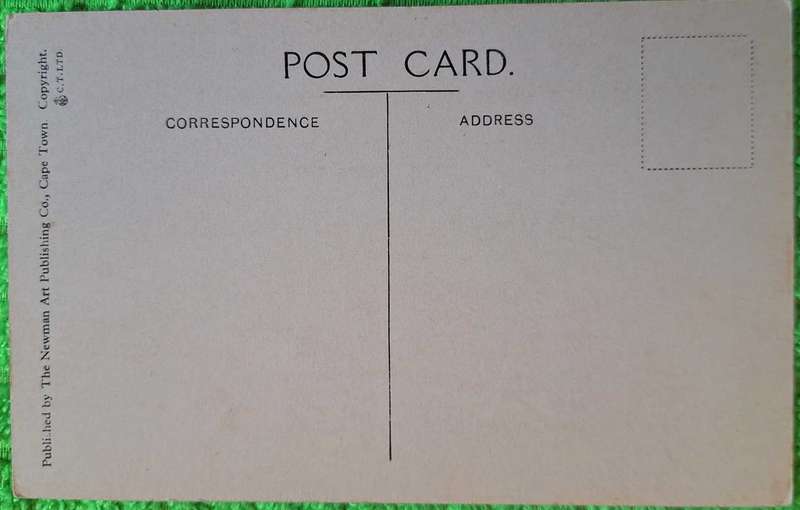 POST CARD.
CORRESPONDENCE
ADDRESS
Published by The Newman Art Publishing Co., Cape Town Copyright.
C.T. LTD.